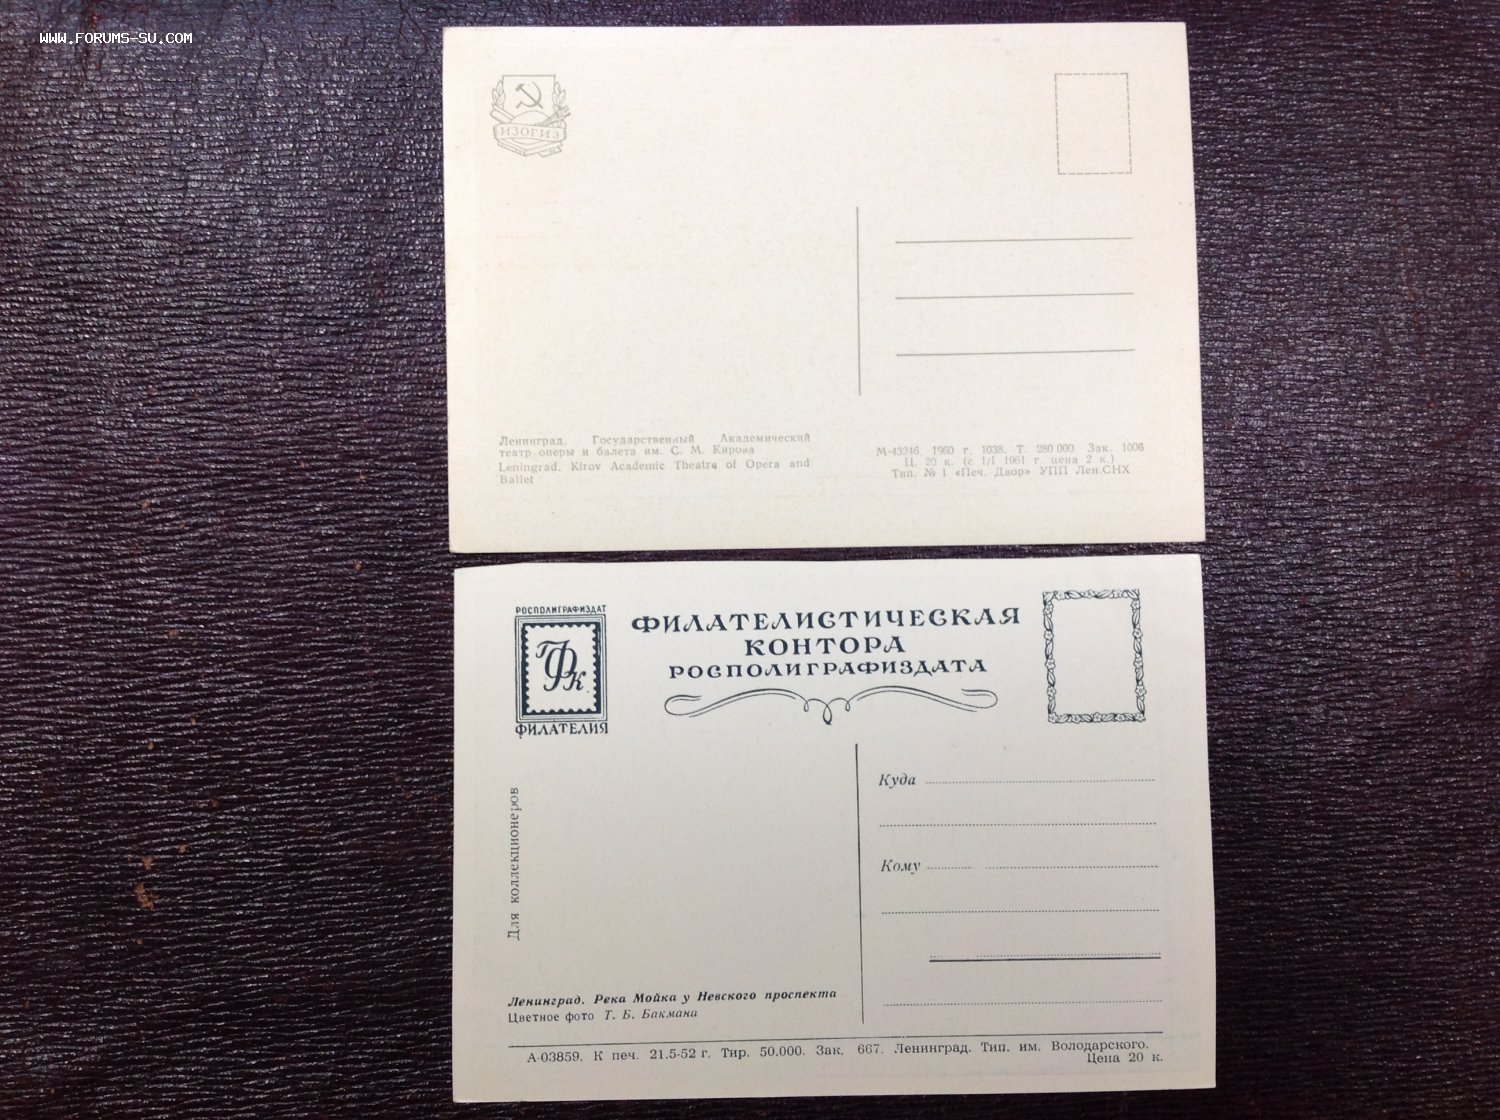 WWW.FORUMS-SU.COM
ИЗОГИЗ
Ленинград. Государственный Академический
театр оперы и балета им. С. М. Кирова
Leningrad. Kirov Academic Theatre of Opera and
Ballet
М-43246. 1960 г. 1038. Т. 280 000. Зак. 1006
Ц. 20 к. (с 1/I 1961 г. цена 2 к.)
Тип. № 1 «Печ. Двор» УПП Лен.СНХ
РОСПОЛИГРАФИЗДАТ
ФК
ФИЛАТЕЛИЯ
ФИЛАТЕЛИСТИЧЕСКАЯ
КОНТОРА
РОСПОЛИГРАФИЗДАТА
Для коллекционеров
Куда
Кому
Ленинград. Река Мойка у Невского проспекта
Цветное фото Т. Б. Бакмана
А-03859. К печ. 21.5-52 г. Тир. 50.000. Зак. 667. Ленинград. Тип. им. Володарского.
Цена 20 к.